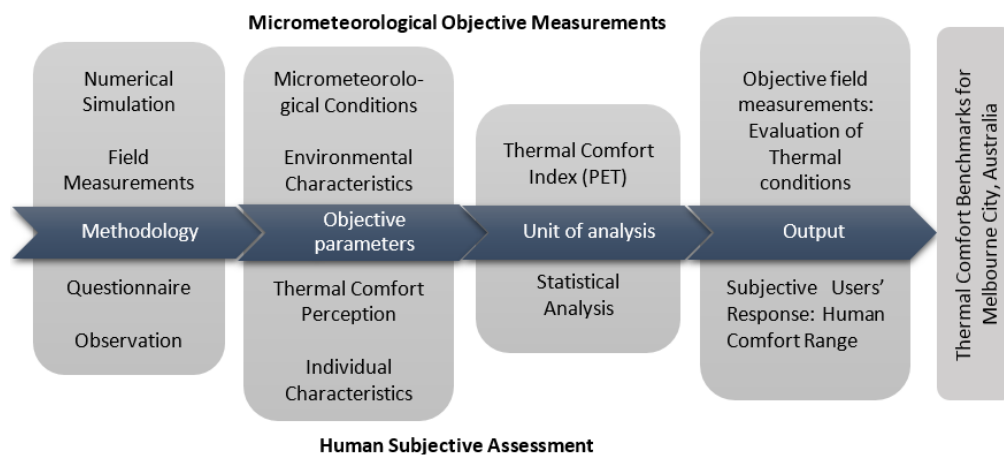 Micrometeorological Objective Measurements
Numerical
Simulation
Field
Measurements
Methodology
Questionnaire
Observation
Micrometeorolo-
gical Conditions
Environmental
Characteristics
Objective
parameters
Thermal Comfort
Perception
Individual
Characteristics
Thermal Comfort
Index (PET)
Unit of analysis
Statistical
Analysis
Objective field
measurements:
Evaluation of
Thermal
conditions
Output
Subjective Users’
Response: Human
Comfort Range
Thermal Comfort Benchmarks for
Melbourne City, Australia
Human Subjective Assessment